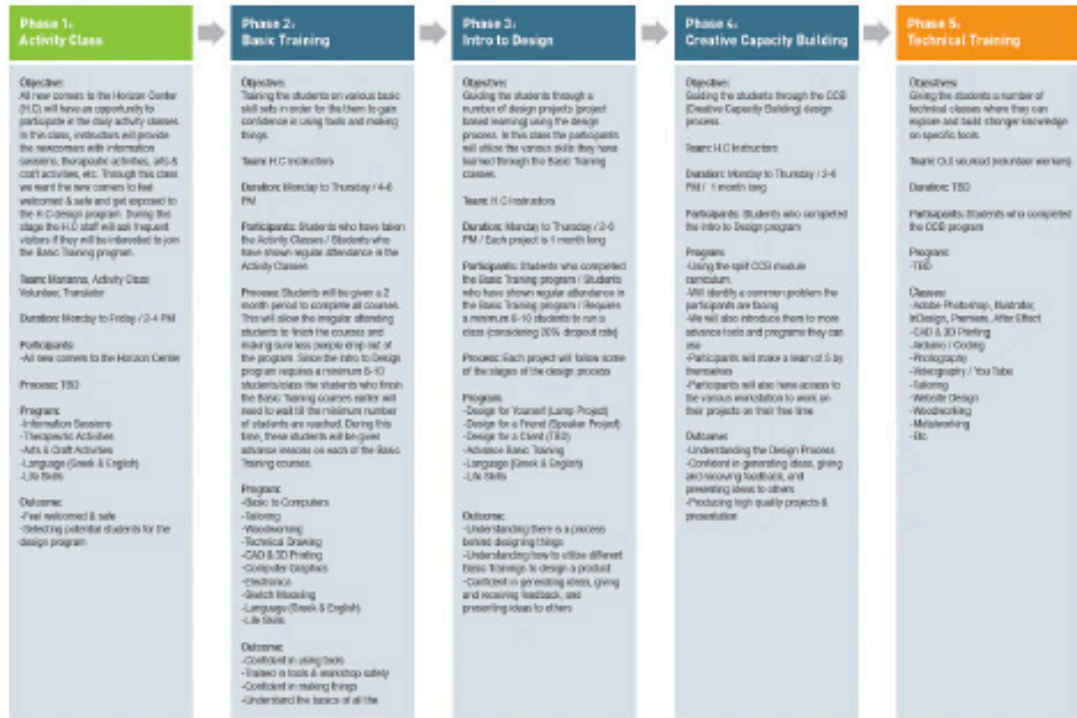 Phase 1:
Activity Class
Objective:
All new comers to the Horizon Center
(H.C) will have an opportunity to
participate in the daily activity classes.
In this class, instructors will provide
the newcomers with information
sessions, therapeutic activities, arts &
craft activities, etc. Through this class
we want the new comers to feel
welcomed & safe and get exposed to
the H.C design program. During this
stage the H.C staff will ask frequent
visitors if they will be interested to join
the Basic Training program.
Team: Marianna, Activity Class
Volunteer, Translator
Duration: Monday to Friday / 2-4 PM
Participants:
-All new comers to the Horizon Center
Process: TBD
Program:
-Information Sessions
-Therapeutic Activities
-Arts & Craft Activities
-Language (Greek & English)
-Life Skills
Outcome:
-Feel welcomed & safe
-Selecting potential students for the
design program
Phase 2:
Basic Training
Objective:
Training the students on various basic
skill sets in order for the them to gain
confidence in using tools and making
things.
Team: H.C Instructors
Duration: Monday to Thursday / 4-6
PM
Participants: Students who have taken
the Activity Classes / Students who
have shown regular attendance in the
Activity Classes
Process: Students will be given a 2
month period to complete all courses.
This will allow the irregular attending
students to finish the courses and
making sure less people drop out of
the program. Since the Intro to Design
program requires a minimum 8-10
students/class the students who finish
the Basic Training courses earlier will
need to wait till the minimum number
of students are reached. During this
time, these students will be given
advance lessons on each of the Basic
Training courses.
Program:
-Basic to Computers
-Tailoring
-Woodworking
-Technical Drawing
-CAD & 3D Printing
-Computer Graphics
-Electronics
-Sketch Modeling
-Language (Greek & English)
-Life Skills
Outcome:
-Confident in using tools
-Trained in tools & workshop safety
-Confident in making things
-Understand the basics of all the
Phase 3:
Intro to Design
Objective:
Guiding the students through a
number of design projects (project
based learning) using the design
process. In this class the participants
will utilize the various skills they have
learned through the Basic Training
classes.
Team: H.C Instructors
Duration: Monday to Thursday / 2-6
PM / Each project is 1 month long
Participants: Students who completed
the Basic Training program / Students
who have shown regular attendance in
the Basic Training program / Requires
a minimum 8-10 students to run a
class (considering 20% dropout rate)
Process: Each project will follow some
of the stages of the design process
Program:
-Design for Yourself (Lamp Project)
-Design for a Friend (Speaker Project)
-Design for a Client (TBD)
-Advance Basic Training
-Language (Greek & English)
-Life Skills
Outcome:
-Understanding there is a process
behind designing things
-Understanding how to utilize different
Basic Trainings to design a product
-Confident in generating ideas, giving
and receiving feedback, and
presenting ideas to others
Phase 4:
Creative Capacity Building
Objective:
Guiding the students through the CCB
(Creative Capacity Building) design
process.
Team: H.C Instructors
Duration: Monday to Thursday / 2-6
PM / 1 month long
Participants: Students who completed
the Intro to Design program
Program:
-Using the split CCB module
curriculum.
-Will identify a common problem the
participants are facing
-We will also introduce them to more
advance tools and programs they can
use
-Participants will make a team of 5 by
themselves
-Participants will also have access to
the various workstation to work on
their projects on their free time
Outcome:
-Understanding the Design Process
-Confident in generating ideas, giving
and receiving feedback, and
presenting ideas to others
-Producing high quality projects &
presentation
Phase 5:
Technical Training
Objectives:
Giving the students a number of
technical classes where they can
explore and build stronger knowledge
on specific tools.
Team: Out sourced (volunteer workers)
Duration: TBD
Participants: Students who completed
the CCB program
Program:
-TBD
Classes:
-Adobe Photoshop, Illustrator,
InDesign, Premiere, After Effect
-CAD & 3D Printing
-Arduino / Coding
-Photography
-Videography / You Tube
-Tailoring
-Website Design
-Woodworking
-Metalworking
-Etc.